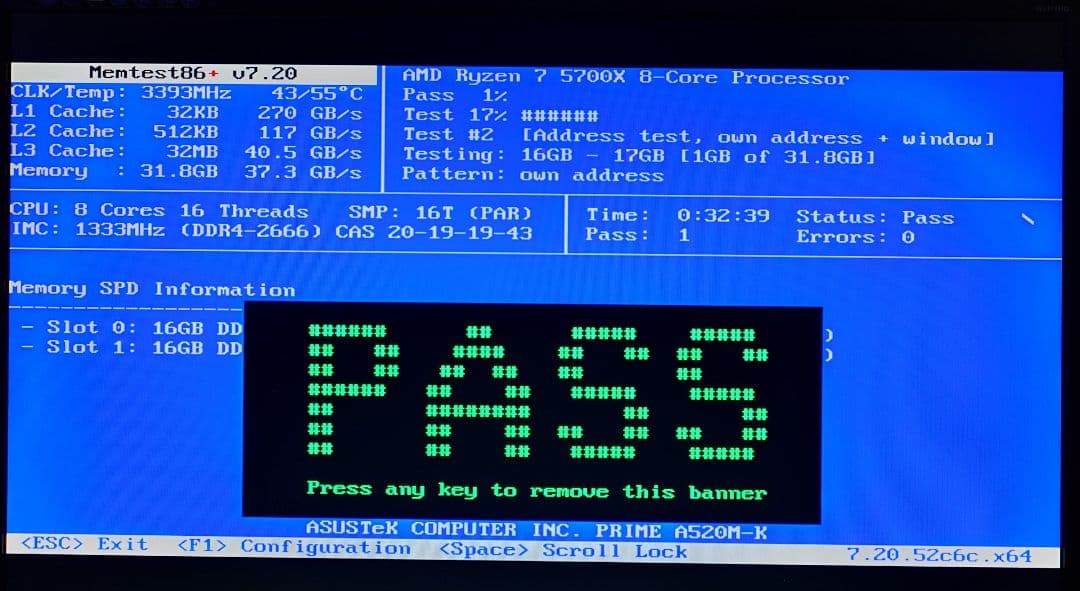 Memtest86+ v7.20
CLK/Temp: 3393MHz 43/55°C
L1 Cache: 32KB 270 GB/s
L2 Cache: 512KB 117 GB/s
L3 Cache: 32MB 40.5 GB/s
Memory : 31.8GB 37.3 GB/s
AMD Ryzen 7 5700X 8-Core Processor
Pass 1%
Test 17% ######
Test #2 [Address test, own address + window]
Testing: 16GB - 17GB [1GB of 31.8GB]
Pattern: own address
CPU: 8 Cores 16 Threads SMP: 16T (PAR)
IMC: 1333MHz (DDR4-2666) CAS 20-19-19-43
Time: 0:32:39 Status: Pass \
Pass: 1 Errors: 0
Memory SPD Information
----------------------
- Slot 0: 16GB DD )
- Slot 1: 16GB DD )
PASS
Press any key to remove this banner
ASUSTeK COMPUTER INC. PRIME A520M-K
<ESC> Exit <F1> Configuration <Space> Scroll Lock 7.20.52c6c.x64